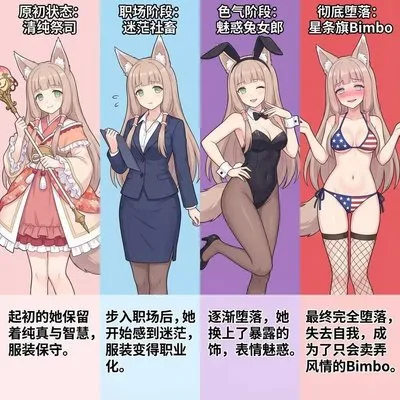 原初状态：
清纯祭司
职场阶段：
迷茫社畜
色气阶段：
魅惑兔女郎
彻底堕落：
星条旗Bimbo
起初的她保留
着纯真与智慧，
服装保守。
步入职场后，她
开始感到迷茫，
服装变得职业
化。
逐渐堕落，她
换上了暴露的
饰，表情魅惑。
最终完全堕落，
失去自我，成
为了只会卖弄
风情的Bimbo。